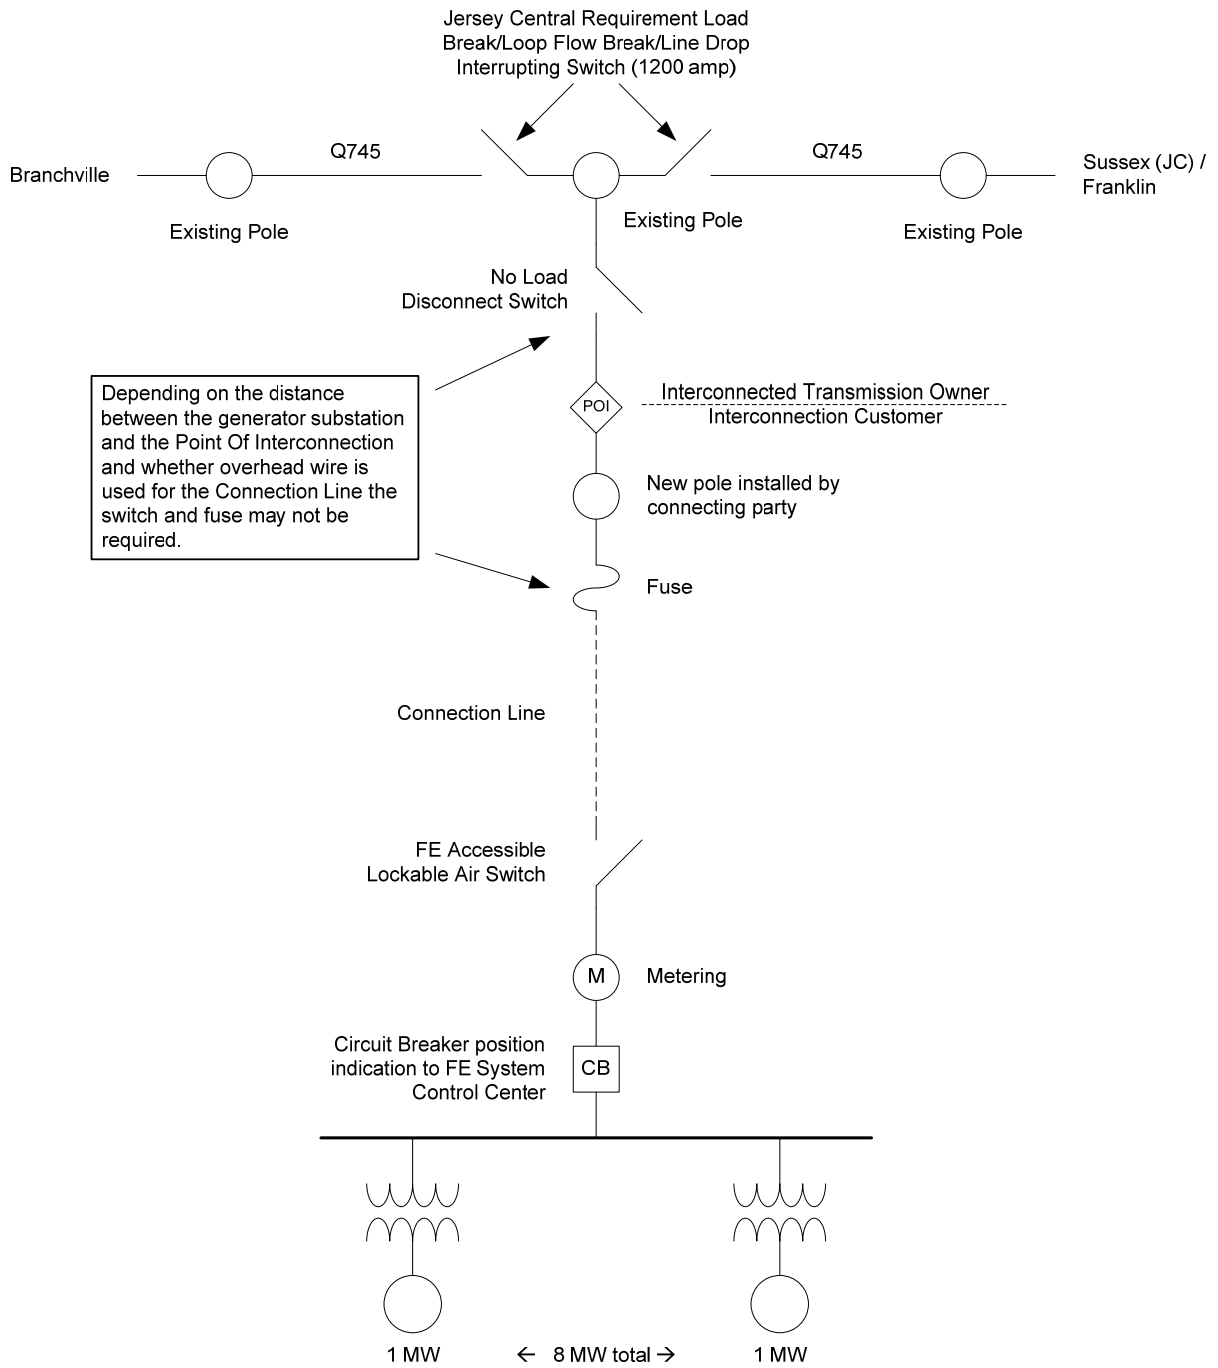 Jersey Central Requirement Load
Break/Loop Flow Break/Line Drop
Interrupting Switch (1200 amp)
Q745
Q745
Branchville
Sussex (JC) /
Franklin
Existing Pole
Existing Pole
Existing Pole
No Load
Disconnect Switch
Depending on the distance
between the generator substation
and the Point Of Interconnection
and whether overhead wire is
used for the Connection Line the
switch and fuse may not be
required.
POI
Interconnected Transmission Owner
Interconnection Customer
New pole installed by
connecting party
Fuse
Connection Line
FE Accessible
Lockable Air Switch
M
Metering
Circuit Breaker position
indication to FE System
Control Center
CB
1 MW
← 8 MW total →
1 MW